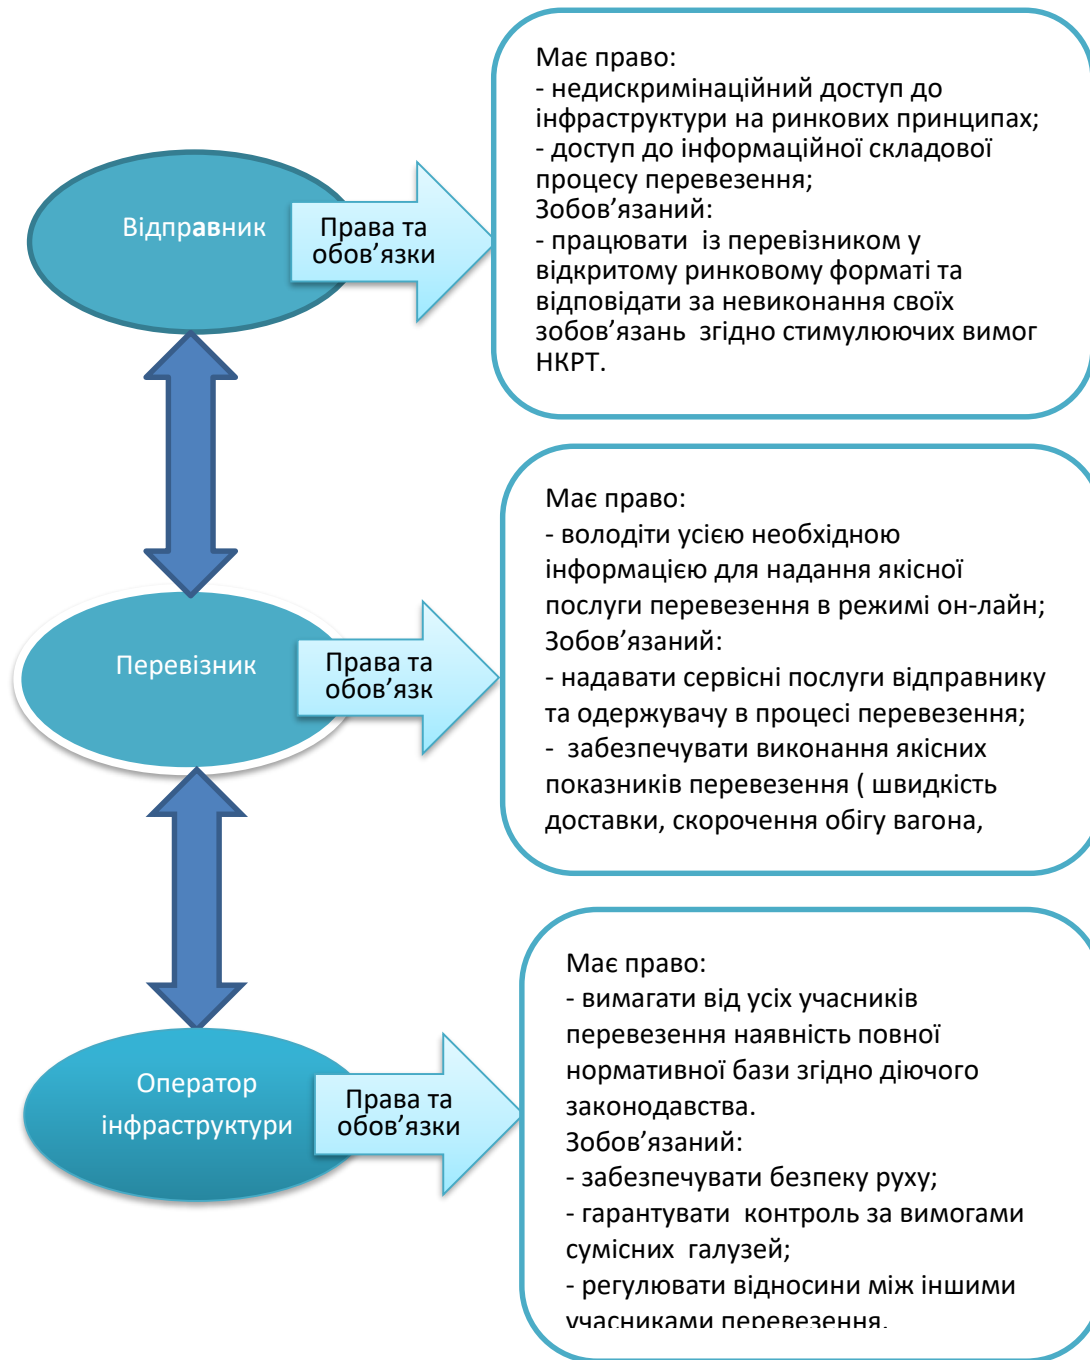 Відправник
Права та
обов’язки
Має право:
- недискримінаційний доступ до
інфраструктури на ринкових принципах;
- доступ до інформаційної складової
процесу перевезення;
Зобов’язаний:
- працювати  із перевізником у
відкритому ринковому форматі та
відповідати за невиконання своїх
зобов’язань  згідно стимулюючих вимог
НКРТ.
Перевізник
Права та
обов’язк
Має право:
- володіти усією необхідною
інформацією для надання якісної
послуги перевезення в режимі он-лайн;
Зобов’язаний:
- надавати сервісні послуги відправнику
та одержувачу в процесі перевезення;
-  забезпечувати виконання якісних
показників перевезення ( швидкість
доставки, скорочення обігу вагона,
Оператор
інфраструктури
Права та
обов’язки
Має право:
- вимагати від усіх учасників
перевезення наявність повної
нормативної бази згідно діючого
законодавства.
Зобов’язаний:
- забезпечувати безпеку руху;
- гарантувати  контроль за вимогами
сумісних  галузей;
- регулювати відносини між іншими
учасниками перевезення.